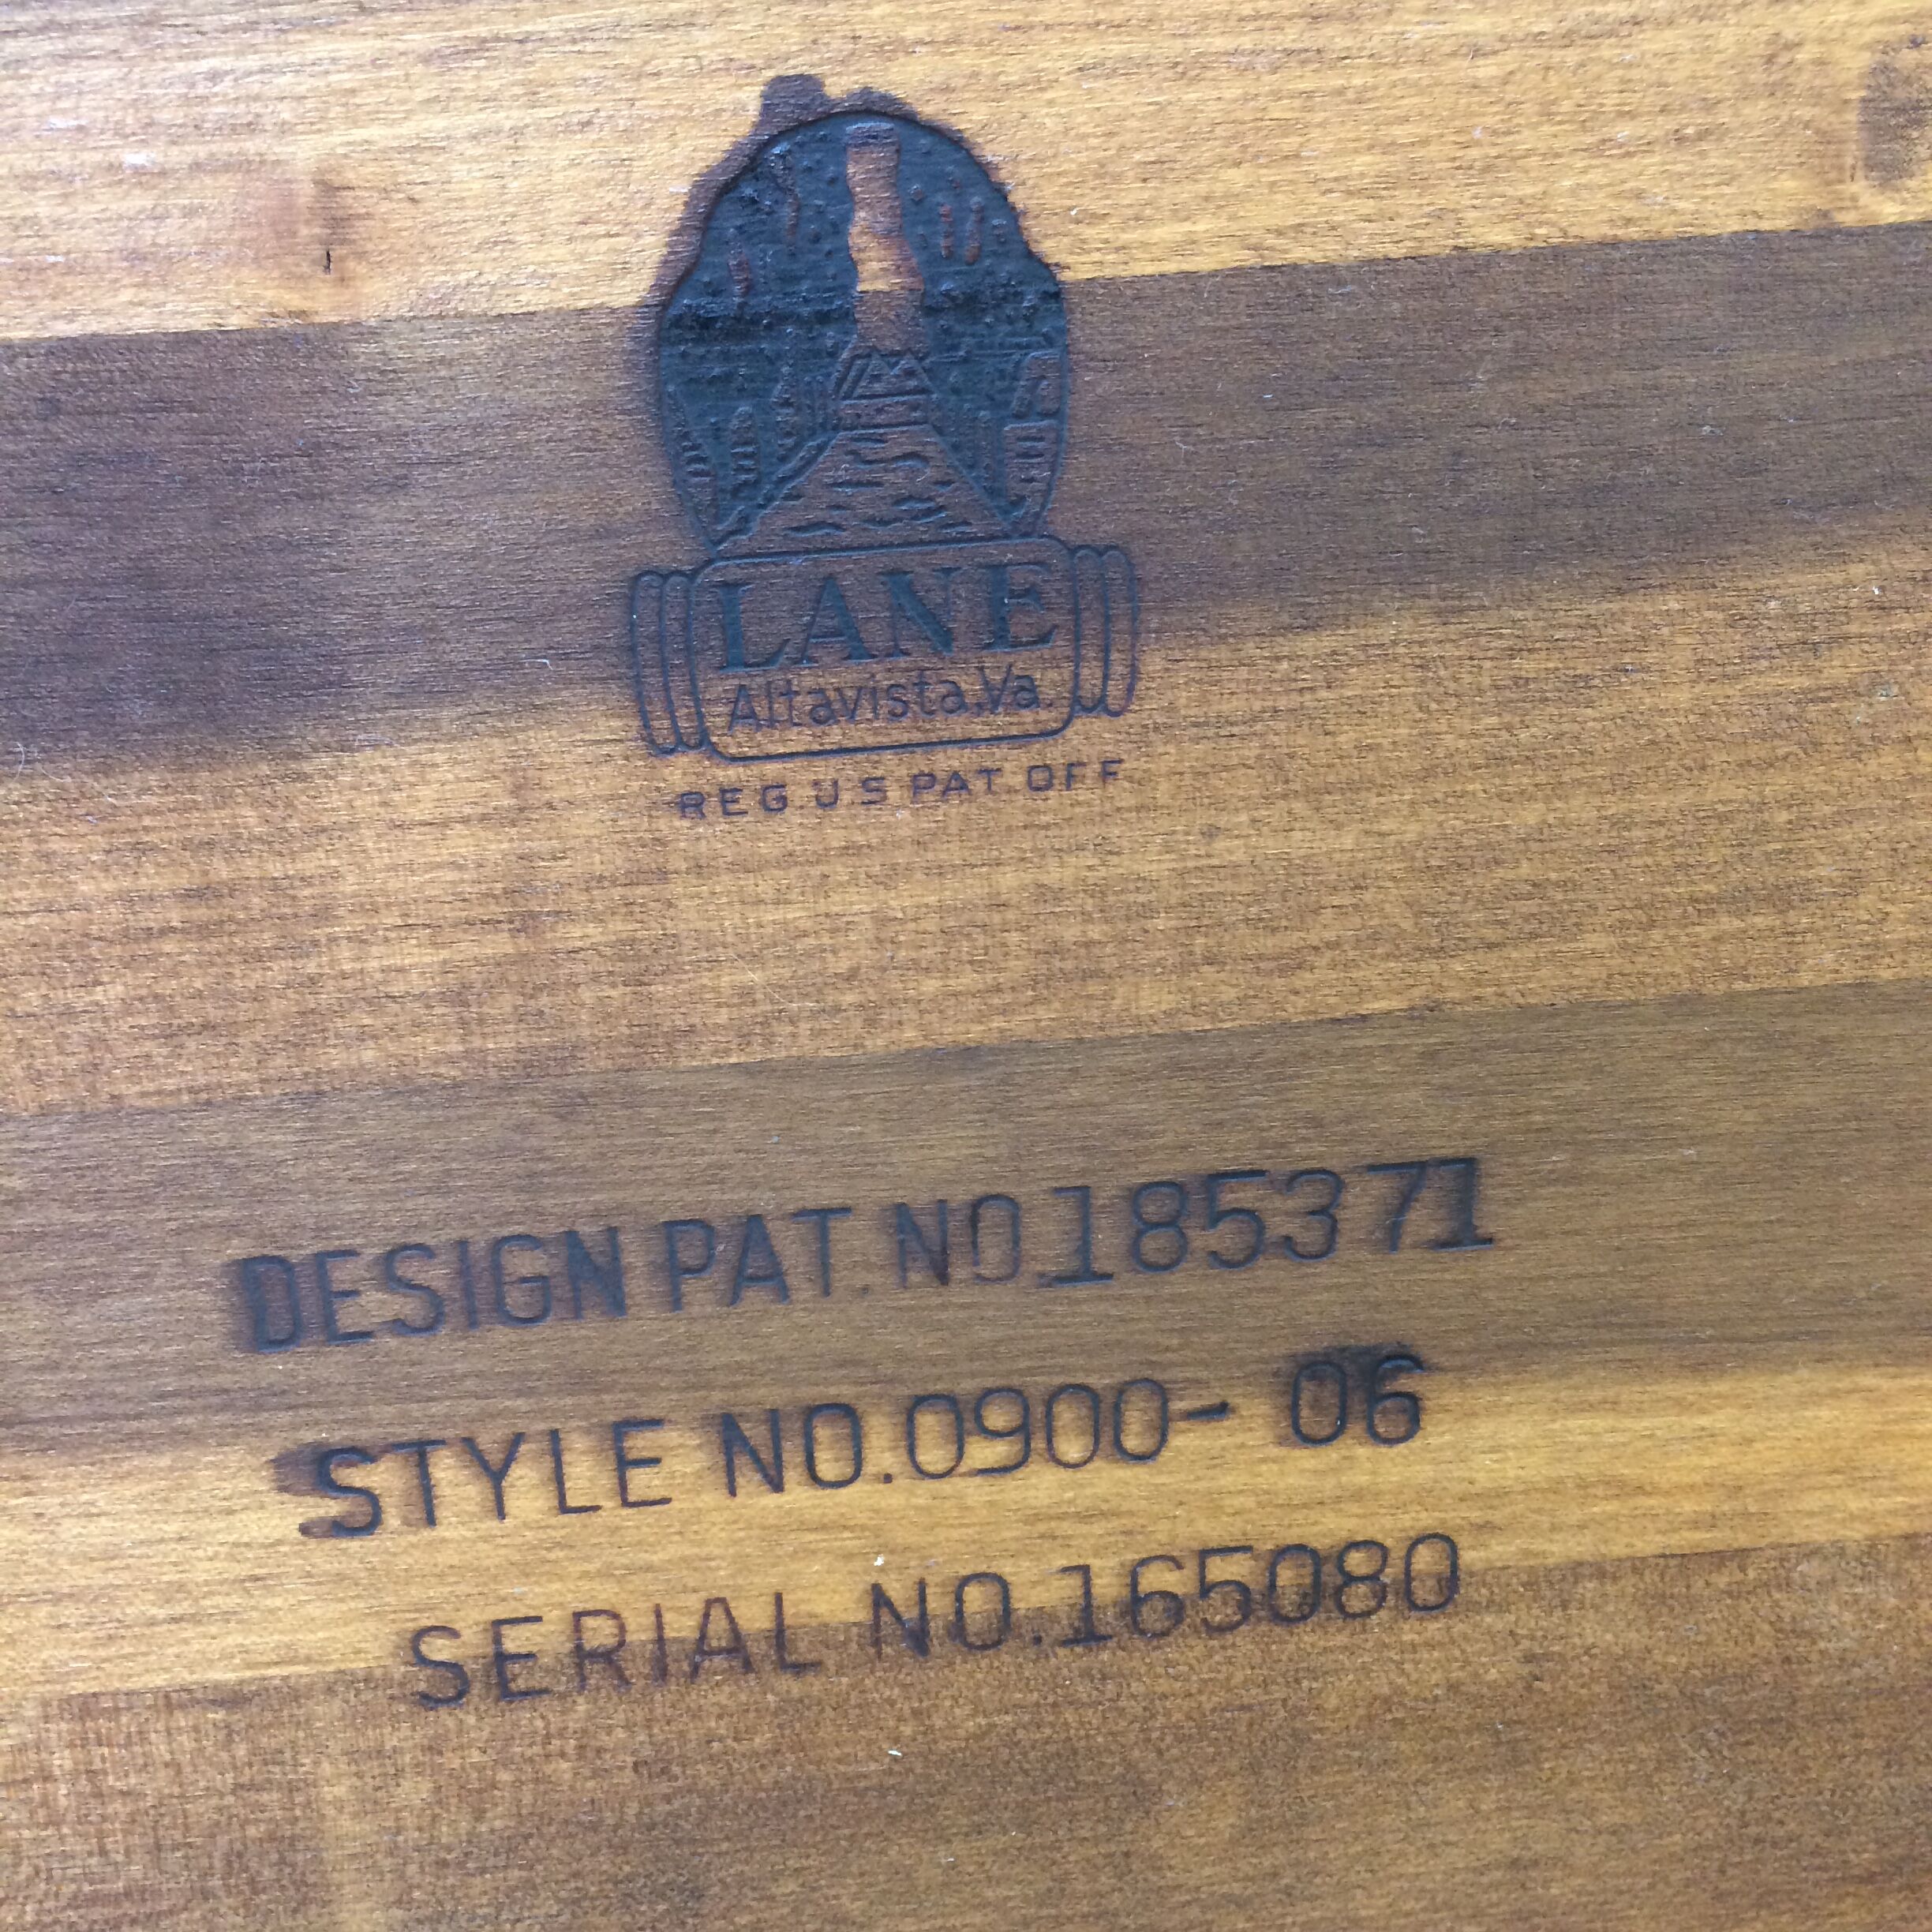 LANE
Altavista, Va.
REG. U.S. PAT. OFF
DESIGN PAT. NO. 185371
STYLE NO. 0900-06
SERIAL NO. 165080